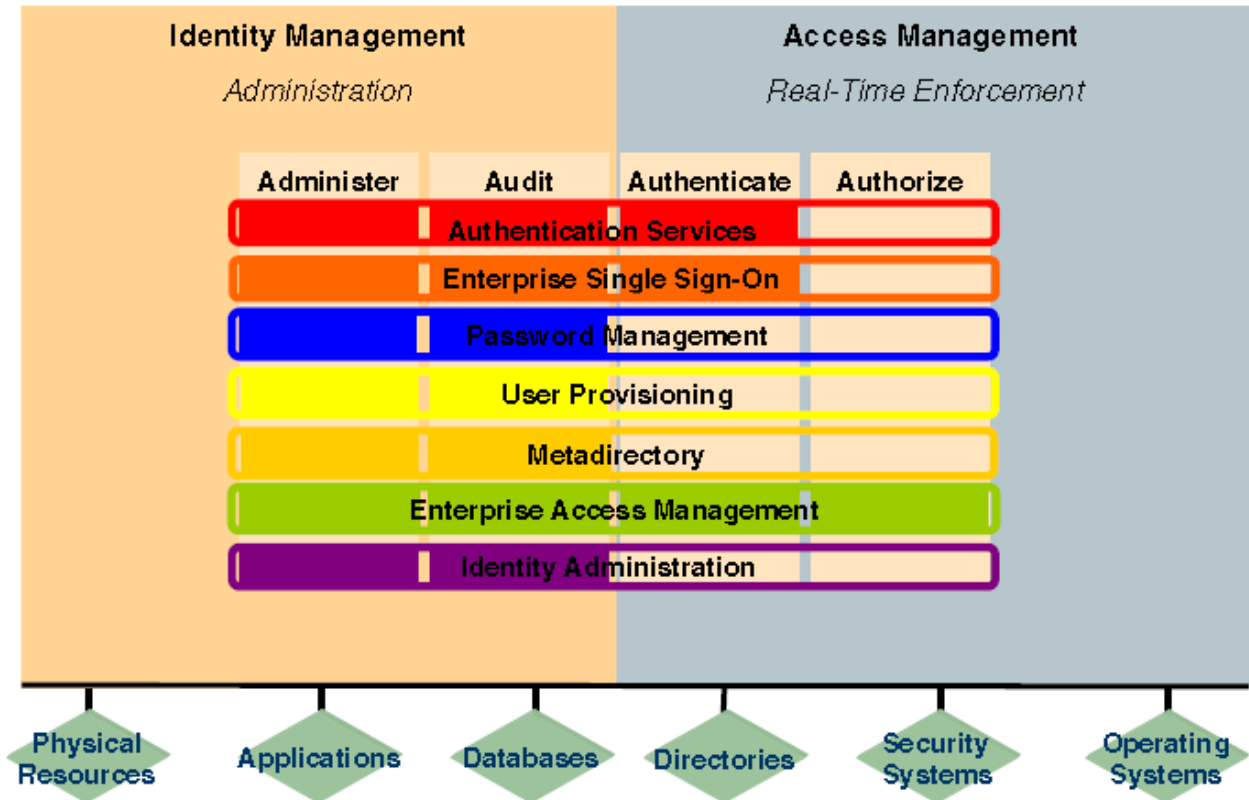 Identity Management
Administration
Access Management
Real-Time Enforcement
Administer
Audit
Authenticate
Authorize
Authentication Services
Enterprise Single Sign-On
Password Management
User Provisioning
Metadirectory
Enterprise Access Management
Identity Administration
Physical
Resources
Applications
Databases
Directories
Security
Systems
Operating
Systems